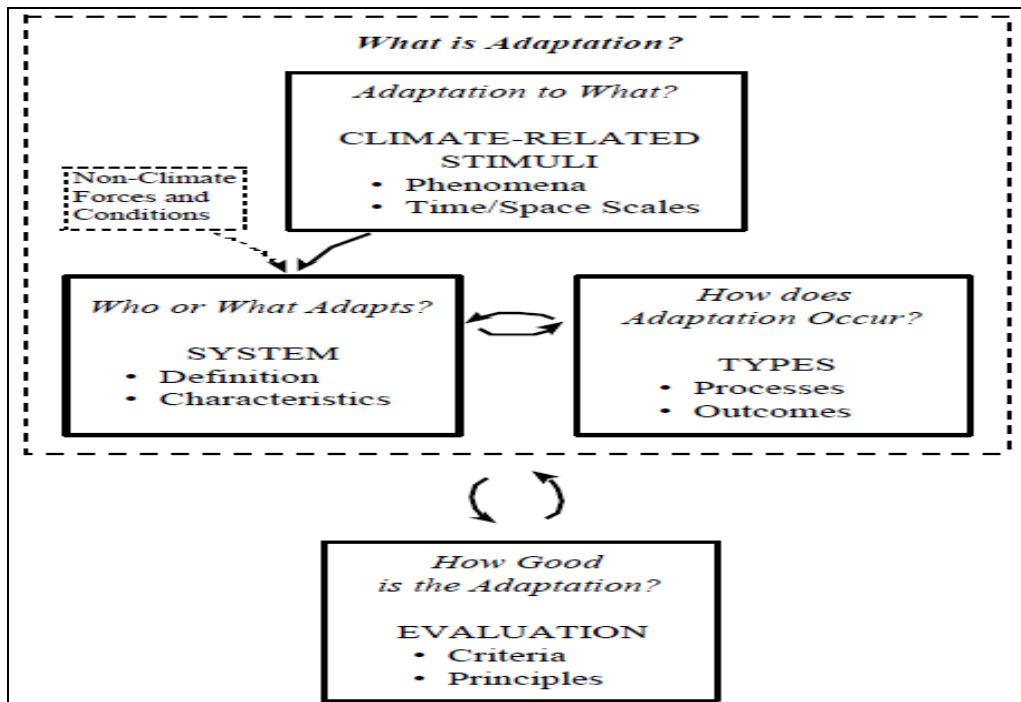 What is Adaptation?
Adaptation to What?
CLIMATE-RELATED
STIMULI
• Phenomena
• Time/Space Scales
Non-Climate
Forces and
Conditions
Who or What Adapts?
SYSTEM
• Definition
• Characteristics
How does
Adaptation Occur?
TYPES
• Processes
• Outcomes
How Good
is the Adaptation?
EVALUATION
• Criteria
• Principles